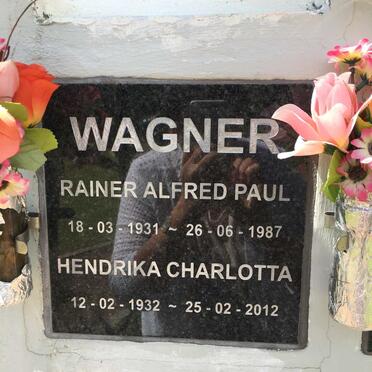 WAGNER
RAINER ALFRED PAUL
18 - 03 - 1931 ~ 26 - 06 - 1987
HENDRIKA CHARLOTTA
12 - 02 - 1932 ~ 25 - 02 - 2012